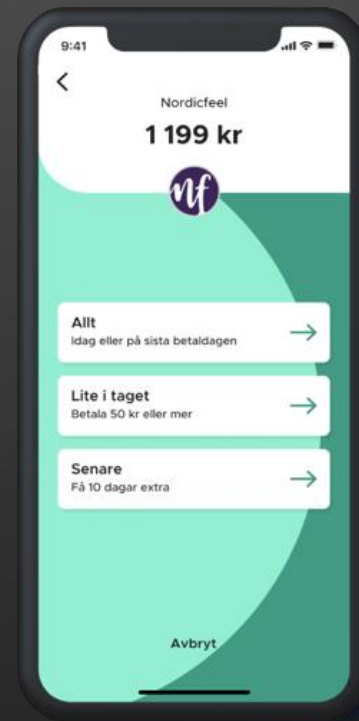 9:41
Nordicfeel
1 199 kr
nf
Allt
Idag eller på sista betaldagen
Lite i taget
Betala 50 kr eller mer
Senare
Få 10 dagar extra
Avbryt